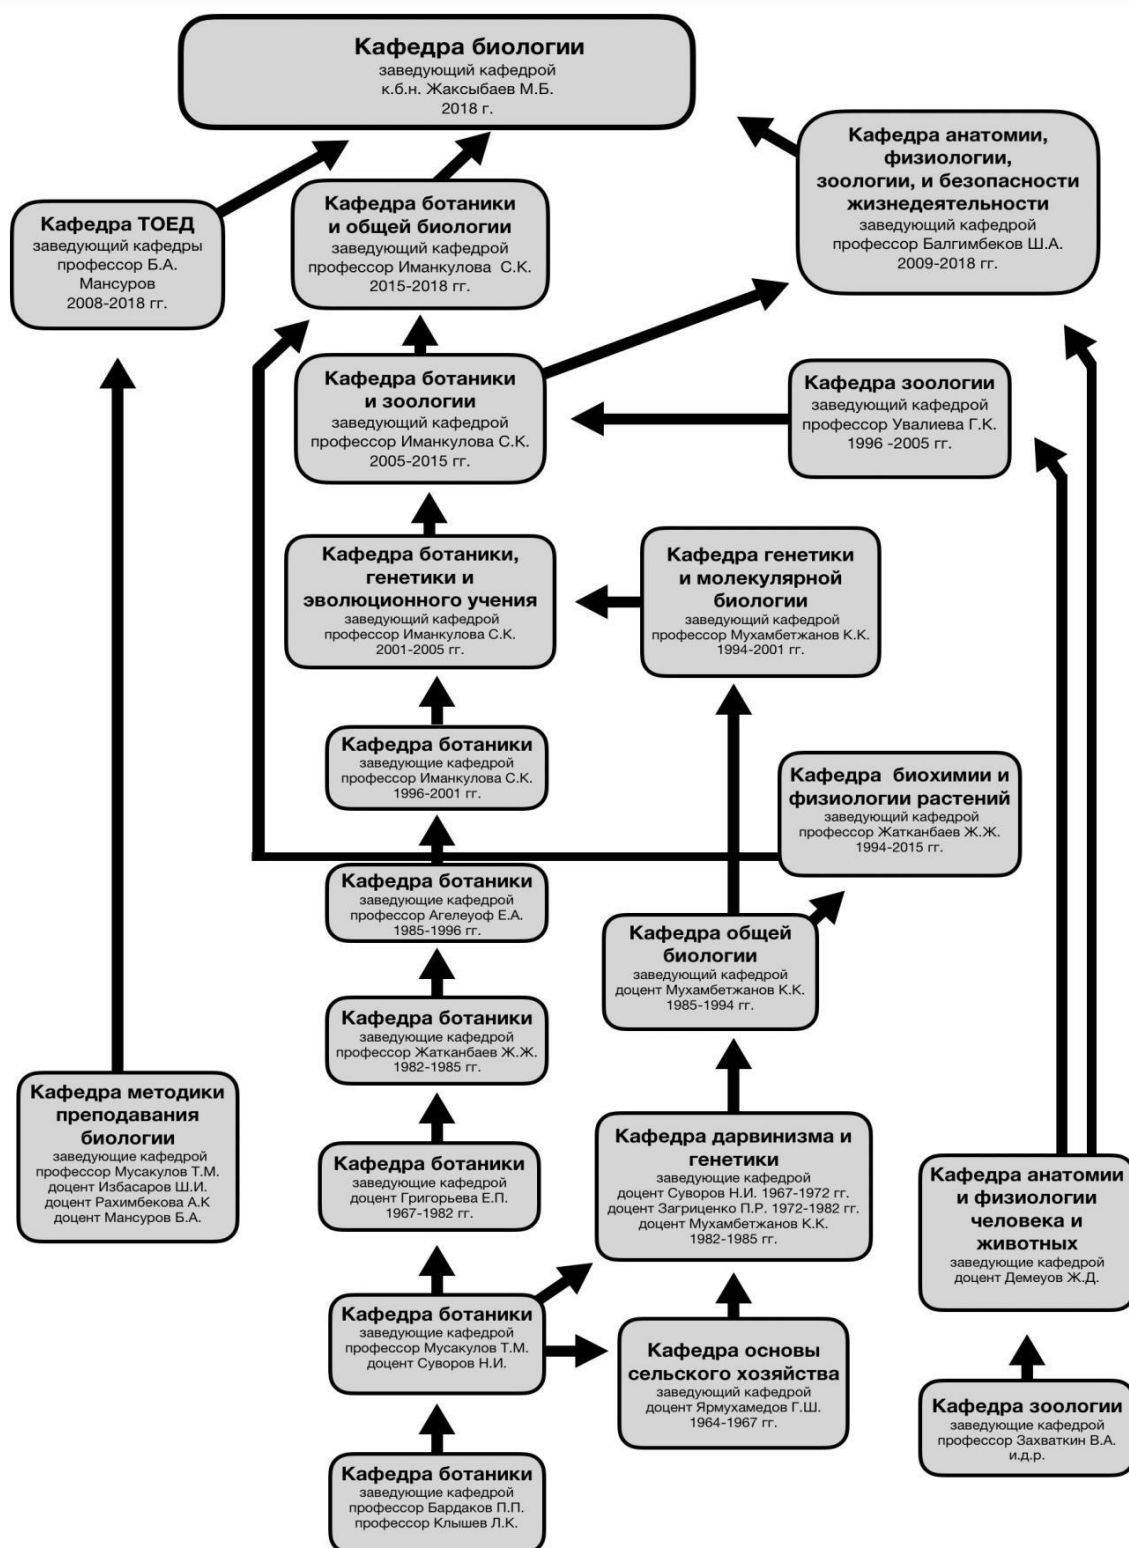 Кафедра биологии
заведующий кафедрой
к.б.н. Жаксыбаев М.Б.
2018 г.
Кафедра анатомии,
физиологии,
зоологии, и безопасности
жизнедеятельности
заведующий кафедрой
профессор Балгимбеков Ш.А.
2009-2018 гг.
Кафедра ТОЕД
заведующий кафедры
профессор Б.А.
Мансуров
2008-2018 гг.
Кафедра ботаники
и общей биологии
заведующий кафедрой
профессор Иманкулова С.К.
2015-2018 гг.
Кафедра ботаники
и зоологии
заведующий кафедрой
профессор Иманкулова С.К.
2005-2015 гг.
Кафедра зоологии
заведующий кафедрой
профессор Увалиева Г.К.
1996 -2005 гг.
Кафедра ботаники,
генетики и
эволюционного учения
заведующий кафедрой
профессор Иманкулова С.К.
2001-2005 гг.
Кафедра генетики
и молекулярной
биологии
заведующий кафедрой
профессор Мухамбетжанов К.К.
1994-2001 гг.
Кафедра ботаники
заведующие кафедрой
профессор Иманкулова С.К.
1996-2001 гг.
Кафедра биохимии и
физиологии растений
заведующий кафедрой
профессор Жатканбаев Ж.Ж.
1994-2015 гг.
Кафедра ботаники
заведующие кафедрой
профессор Агелеуоф Е.А.
1985-1996 гг.
Кафедра общей
биологии
заведующий кафедрой
доцент Мухамбетжанов К.К.
1985-1994 гг.
Кафедра ботаники
заведующие кафедрой
профессор Жатканбаев Ж.Ж.
1982-1985 гг.
Кафедра методики
преподавания
биологии
заведующие кафедрой
профессор Мусакулов Т.М.
доцент Избасаров Ш.И.
доцент Рахимбекова А.К
доцент Мансуров Б.А.
Кафедра ботаники
заведующие кафедрой
доцент Григорьева Е.П.
1967-1982 гг.
Кафедра дарвинизма и
генетики
заведующие кафедрой
доцент Суворов Н.И. 1967-1972 гг.
доцент Загриценко П.Р. 1972-1982 гг.
доцент Мухамбетжанов К.К.
1982-1985 гг.
Кафедра анатомии
и физиологии
человека и
животных
заведующие кафедрой
доцент Демеуов Ж.Д.
Кафедра ботаники
заведующие кафедрой
профессор Мусакулов Т.М.
доцент Суворов Н.И.
Кафедра основы
сельского хозяйства
заведующий кафедрой
доцент Ярмухамедов Г.Ш.
1964-1967 гг.
Кафедра зоологии
заведующие кафедрой
профессор Захваткин В.А.
и.д.р.
Кафедра ботаники
заведующие кафедрой
профессор Бардаков П.П.
профессор Клышев Л.К.